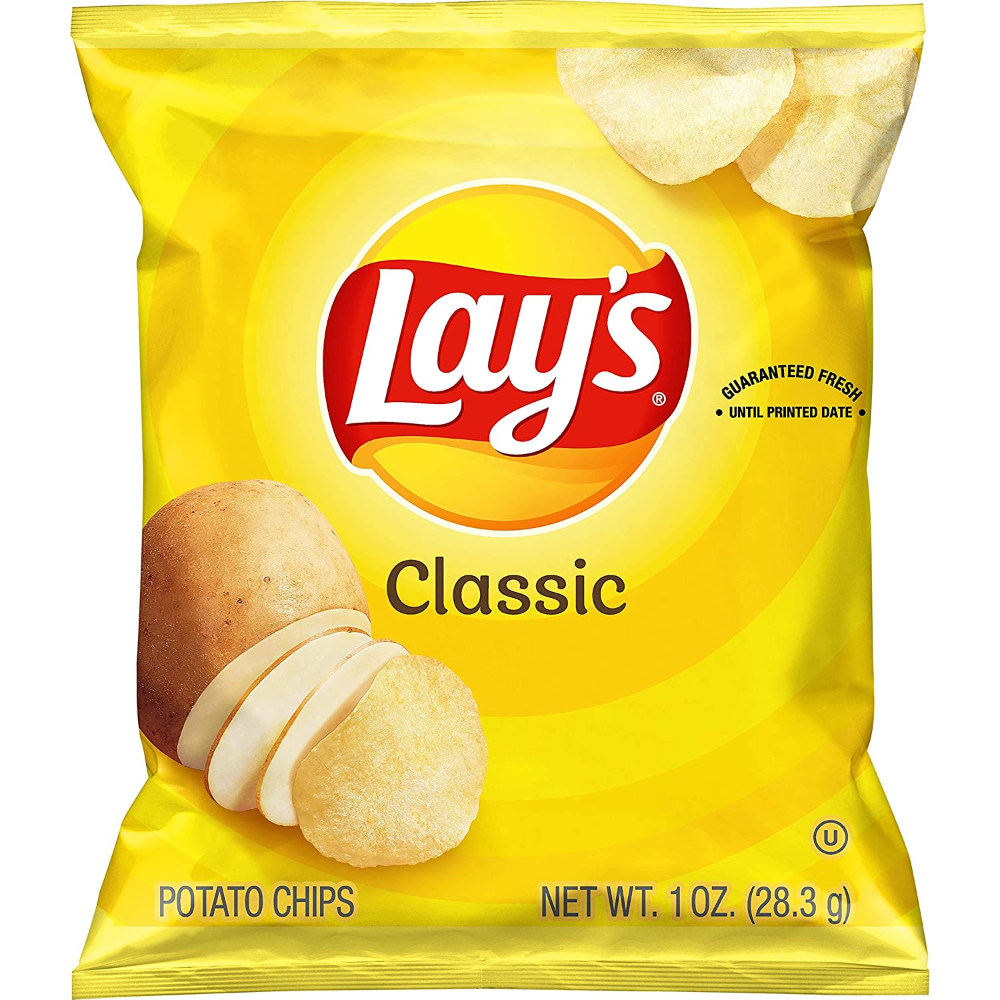 Lay's®
GUARANTEED FRESH
• UNTIL PRINTED DATE •
Classic
U
POTATO CHIPS
NET WT. 1 OZ. (28.3 g)